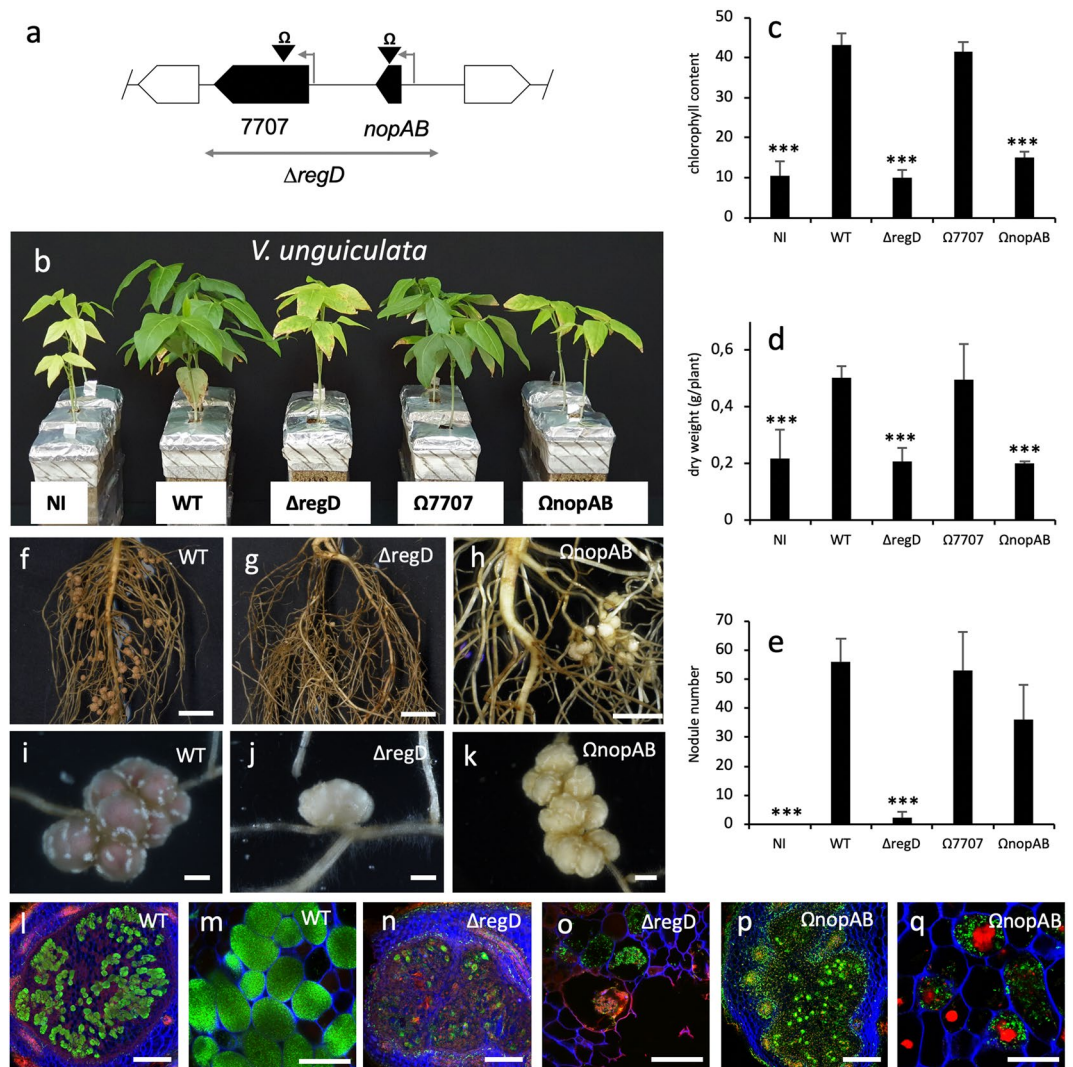 a
Ω Ω
7707 nopAB
ΔregD
b V. unguiculata
NI WT ΔregD Ω7707 ΩnopAB
c
chlorophyll content
50
40
30
20
10
0
*** *** ***
NI WT ΔregD Ω7707 ΩnopAB
d
dry weight (g/plant)
0,6
0,4
0,2
0
*** *** ***
NI WT ΔregD Ω7707 ΩnopAB
e
Nodule number
70
60
50
40
30
20
10
0
*** ***
NI WT ΔregD Ω7707 ΩnopAB
f WT
g ΔregD
h ΩnopAB
i WT
j ΔregD
k ΩnopAB
l WT
m WT
n ΔregD
o ΔregD
p ΩnopAB
q ΩnopAB